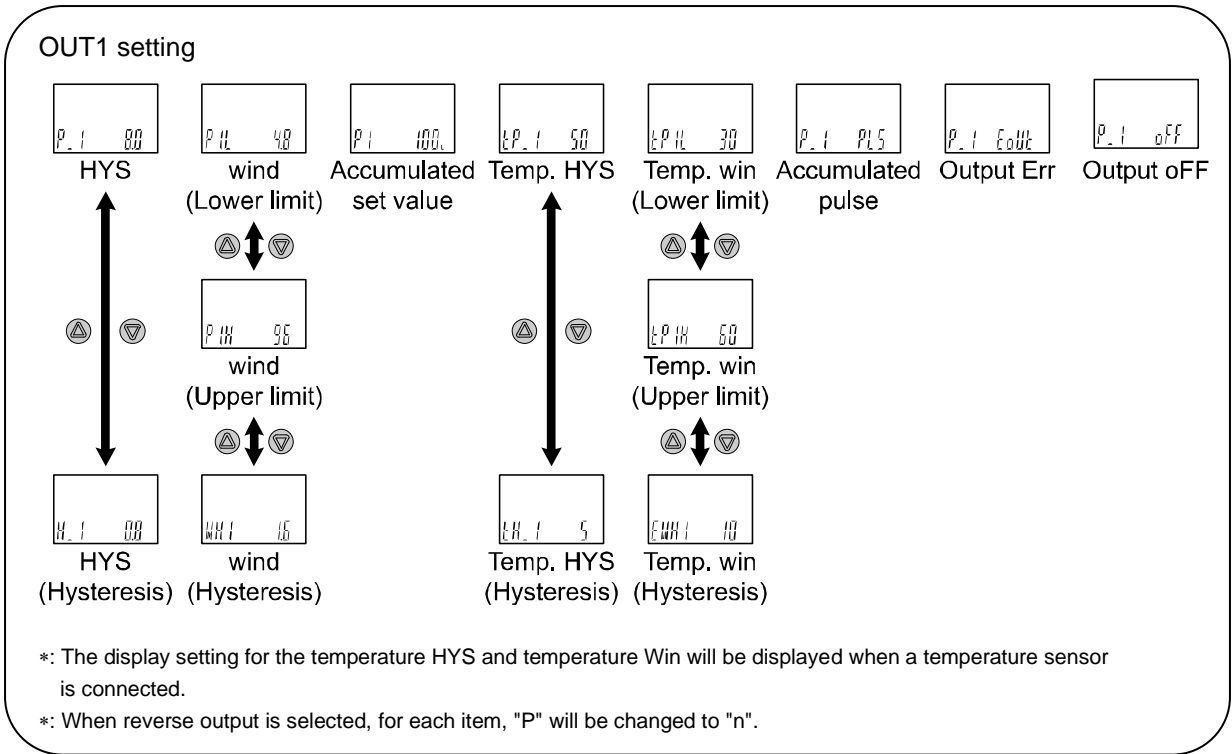 OUT1 setting
P_1 8.0
P1L 4.8
P1 100.
tP_1 50
tP1L 30
P_1 PLS
P_1 EoUt
P_1 oFF
HYS
wind
(Lower limit)
Accumulated
set value
Temp. HYS
Temp. win
(Lower limit)
Accumulated
pulse
Output Err
Output oFF
P1H 9.6
wind
(Upper limit)
tP1H 60
Temp. win
(Upper limit)
H_1 0.8
WH1 1.6
tH_1 5
tWH1 10
HYS
(Hysteresis)
wind
(Hysteresis)
Temp. HYS
(Hysteresis)
Temp. win
(Hysteresis)
*: The display setting for the temperature HYS and temperature Win will be displayed when a temperature sensor
is connected.
*: When reverse output is selected, for each item, "P" will be changed to "n".